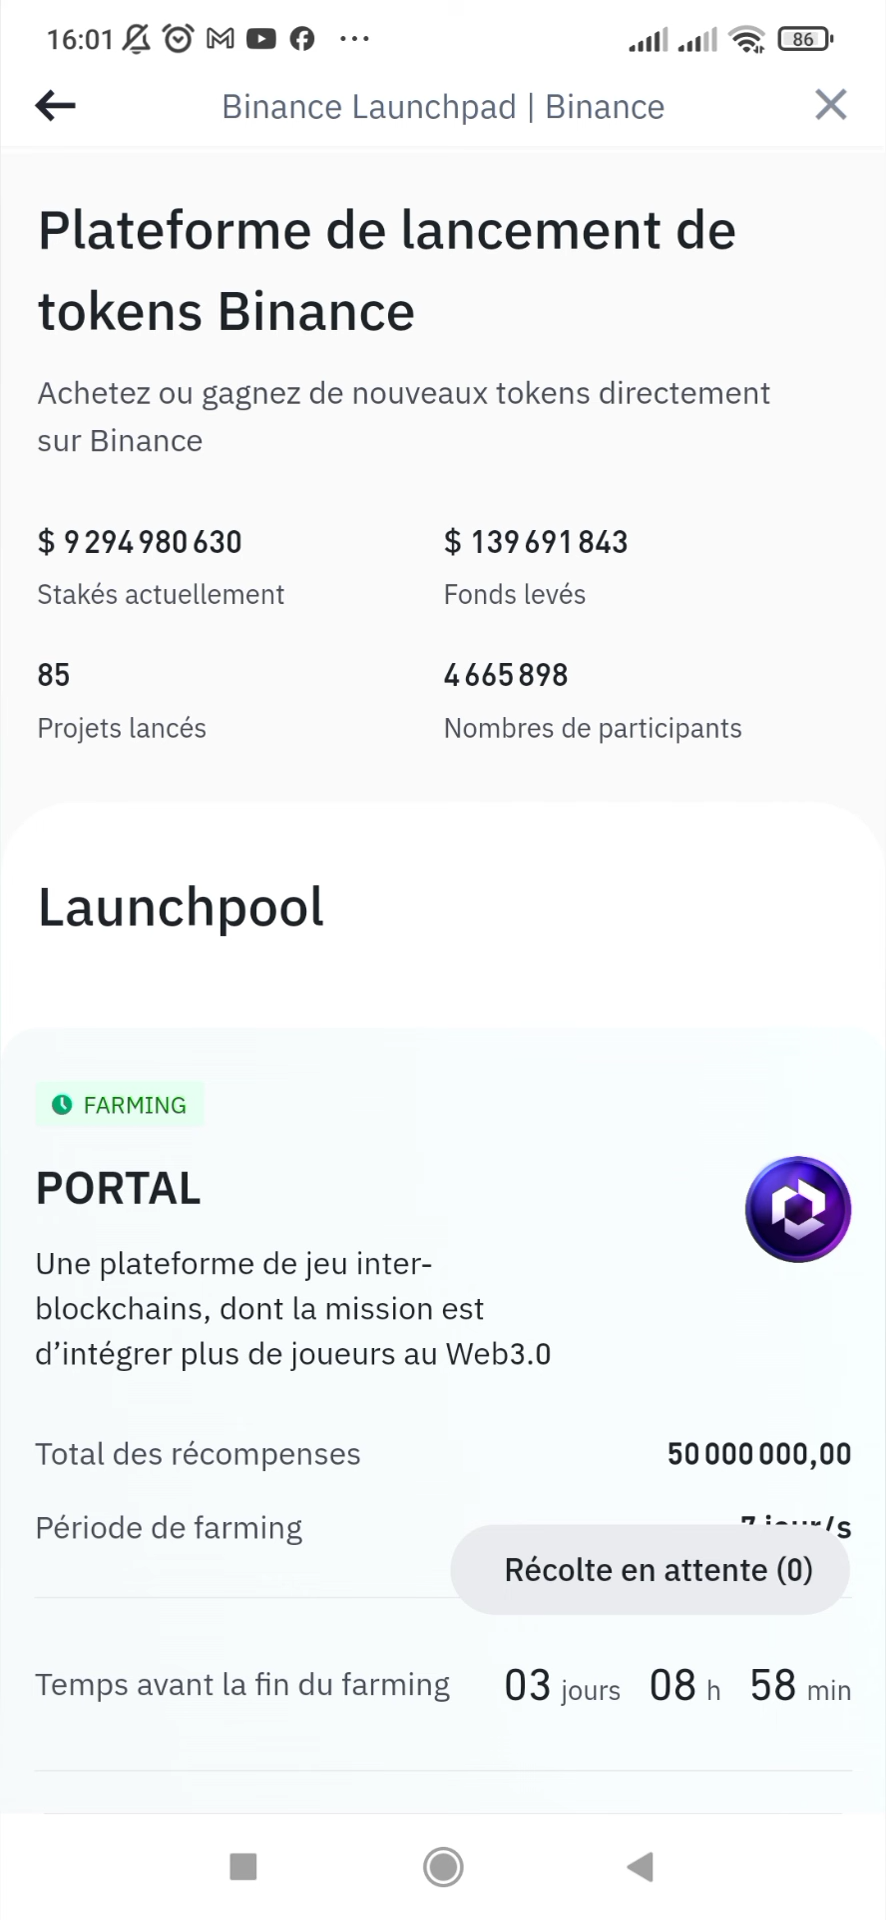 16:01
86
Binance Launchpad | Binance
Plateforme de lancement de
tokens Binance
Achetez ou gagnez de nouveaux tokens directement
sur Binance
$ 9 294 980 630
$ 139 691 843
Stakés actuellement
Fonds levés
85
4 665 898
Projets lancés
Nombres de participants
Launchpool
FARMING
PORTAL
Une plateforme de jeu inter-
blockchains, dont la mission est
d’intégrer plus de joueurs au Web3.0
Total des récompenses
50 000 000,00
Période de farming
7 jour/s
Récolte en attente (0)
Temps avant la fin du farming
03 jours 08 h 58 min